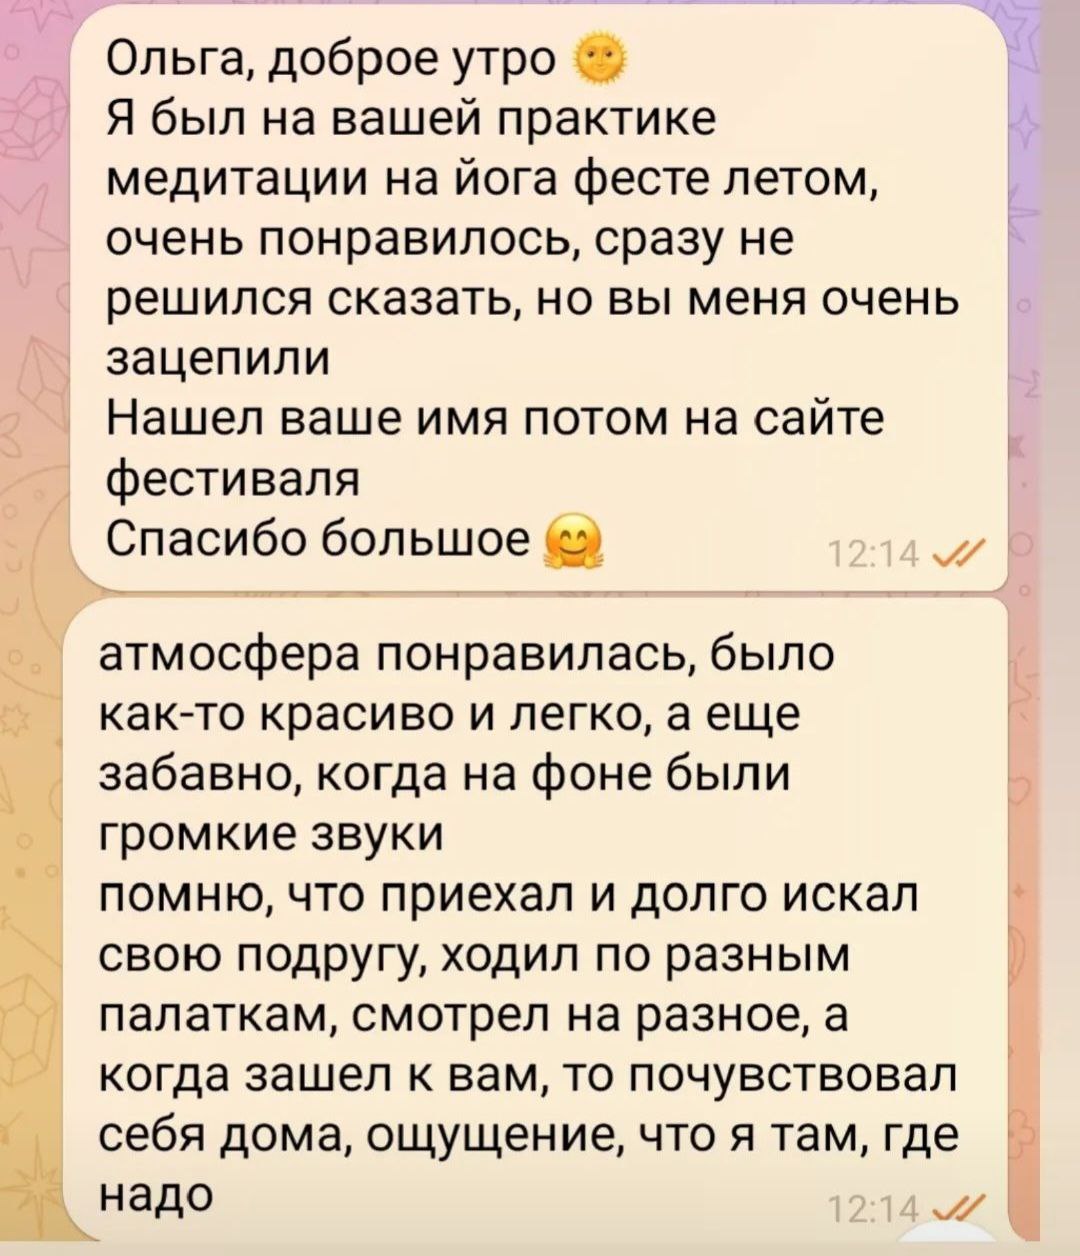 Ольга, доброе утро 🌞
Я был на вашей практике
медитации на йога фесте летом,
очень понравилось, сразу не
решился сказать, но вы меня очень
зацепили
Нашел ваше имя потом на сайте
фестиваля
Спасибо большое 🤗
12:14
атмосфера понравилась, было
как-то красиво и легко, а еще
забавно, когда на фоне были
громкие звуки
помню, что приехал и долго искал
свою подругу, ходил по разным
палаткам, смотрел на разное, а
когда зашел к вам, то почувствовал
себя дома, ощущение, что я там, где
надо
12:14